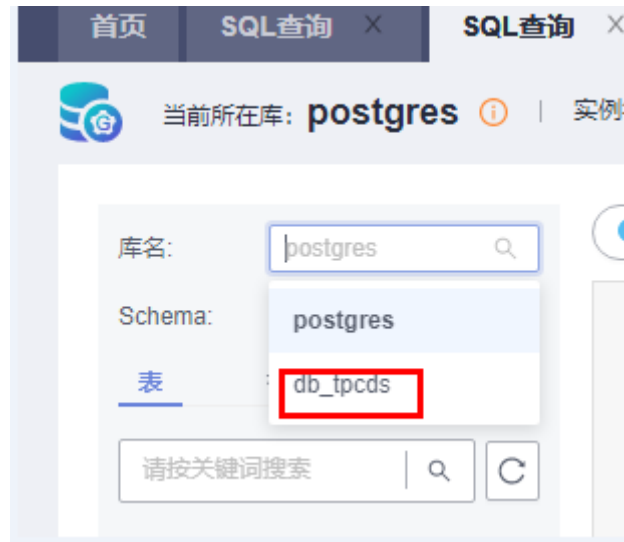 首页 SQL查询 SQL查询
当前所在库: postgres 实例
库名: postgres
Schema: postgres
表 db_tpcds
请按关键词搜索